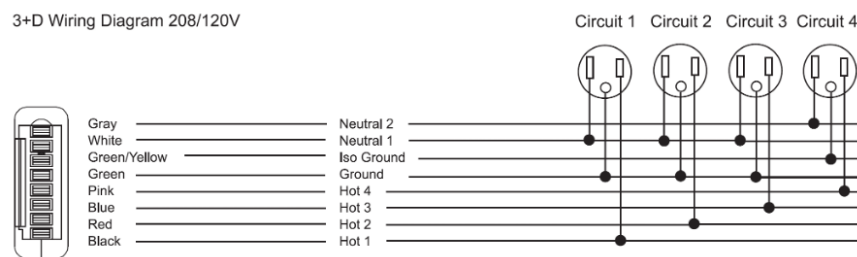 3+D Wiring Diagram 208/120V
Circuit 1 Circuit 2 Circuit 3 Circuit 4
Gray Neutral 2
White Neutral 1
Green/Yellow Iso Ground
Green Ground
Pink Hot 4
Blue Hot 3
Red Hot 2
Black Hot 1